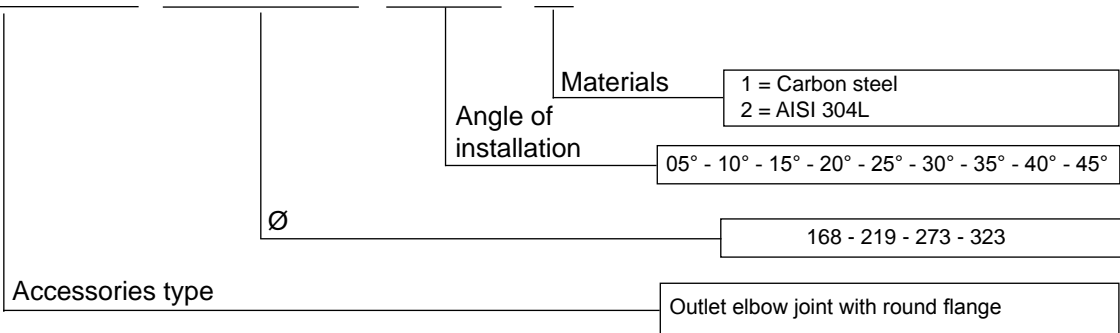 Materials
1 = Carbon steel
2 = AISI 304L
Angle of
installation
05° - 10° - 15° - 20° - 25° - 30° - 35° - 40° - 45°
Ø
168 - 219 - 273 - 323
Accessories type
Outlet elbow joint with round flange